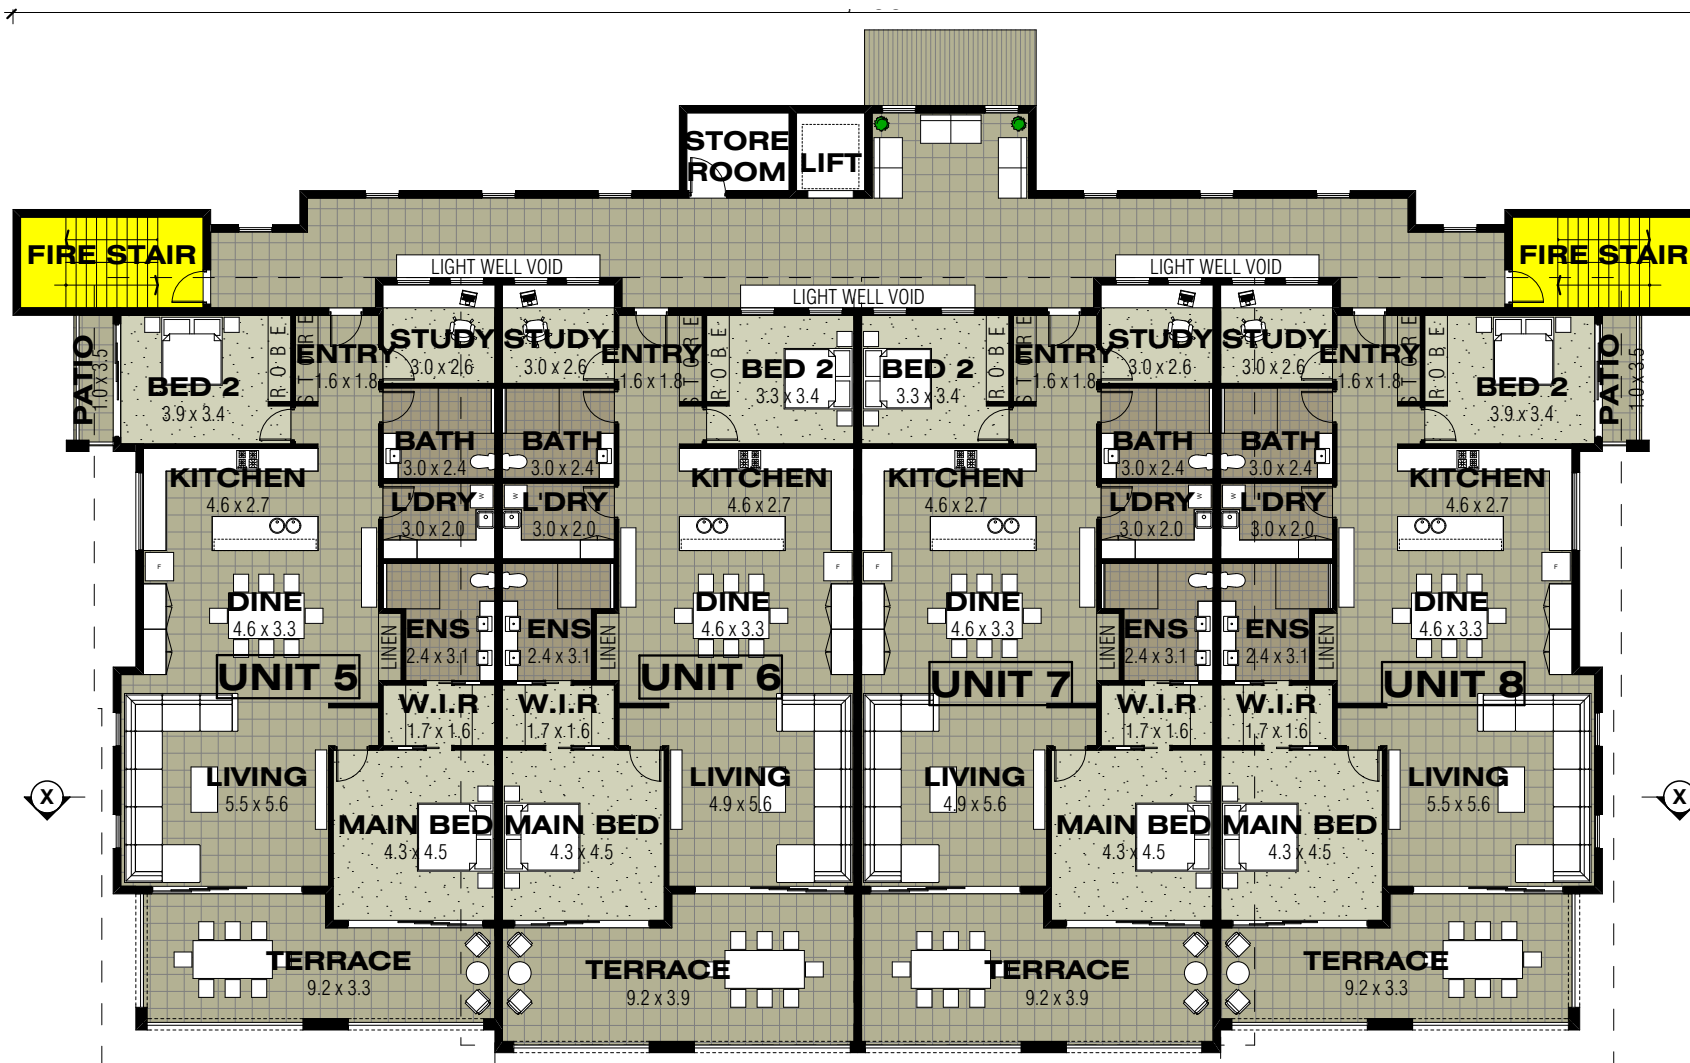 STORE
ROOM
LIFT
FIRE STAIR
FIRE STAIR
LIGHT WELL VOID
LIGHT WELL VOID
LIGHT WELL VOID
PATIO
1.0 x 3.5
BED 2
3.9 x 3.4
ROBE
STORE
ENTRY
1.6 x 1.8
STUDY
3.0 x 2.6
STUDY
3.0 x 2.6
ENTRY
1.6 x 1.8
STORE
ROBE
BED 2
3.3 x 3.4
BED 2
3.3 x 3.4
ROBE
STORE
ENTRY
1.6 x 1.8
STUDY
3.0 x 2.6
STUDY
3.0 x 2.6
ENTRY
1.6 x 1.8
STORE
ROBE
BED 2
3.9 x 3.4
PATIO
1.0 x 3.5
BATH
3.0 x 2.4
BATH
3.0 x 2.4
BATH
3.0 x 2.4
BATH
3.0 x 2.4
KITCHEN
4.6 x 2.7
L'DRY
3.0 x 2.0
W
W
L'DRY
3.0 x 2.0
KITCHEN
4.6 x 2.7
KITCHEN
4.6 x 2.7
L'DRY
3.0 x 2.0
W
W
L'DRY
3.0 x 2.0
KITCHEN
4.6 x 2.7
F
F
F
F
DINE
4.6 x 3.3
LINEN
ENS
2.4 x 3.1
ENS
2.4 x 3.1
LINEN
DINE
4.6 x 3.3
DINE
4.6 x 3.3
LINEN
ENS
2.4 x 3.1
ENS
2.4 x 3.1
LINEN
DINE
4.6 x 3.3
UNIT 5
UNIT 6
UNIT 7
UNIT 8
W.I.R
1.7 x 1.6
W.I.R
1.7 x 1.6
W.I.R
1.7 x 1.6
W.I.R
1.7 x 1.6
X
LIVING
5.5 x 5.6
LIVING
4.9 x 5.6
LIVING
4.9 x 5.6
LIVING
5.5 x 5.6
X
MAIN BED
4.3 x 4.5
MAIN BED
4.3 x 4.5
MAIN BED
4.3 x 4.5
MAIN BED
4.3 x 4.5
TERRACE
9.2 x 3.3
TERRACE
9.2 x 3.9
TERRACE
9.2 x 3.9
TERRACE
9.2 x 3.3